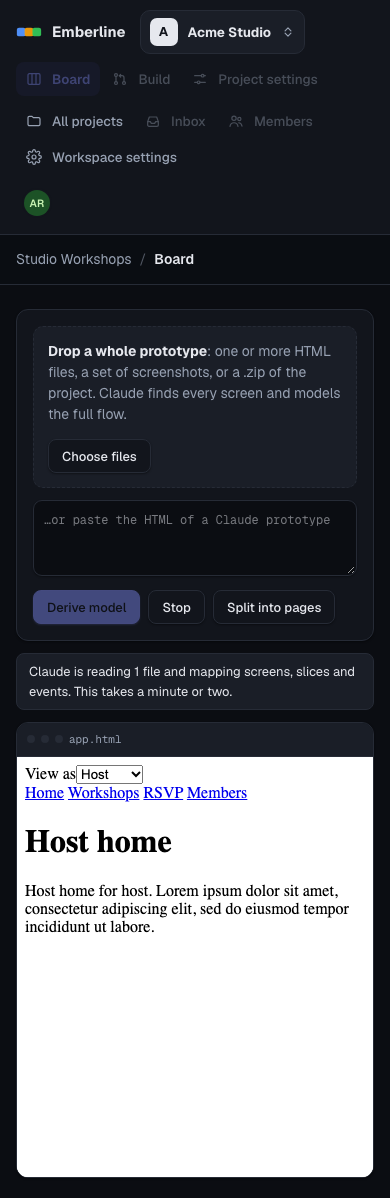 Emberline
A
Acme Studio
Board
Build
Project settings
All projects
Inbox
Members
Workspace settings
AR
Studio Workshops / Board
Drop a whole prototype: one or more HTML
files, a set of screenshots, or a .zip of the
project. Claude finds every screen and models
the full flow.
Choose files
…or paste the HTML of a Claude prototype
Derive model
Stop
Split into pages
Claude is reading 1 file and mapping screens, slices and
events. This takes a minute or two.
app.html
View as Host
Home Workshops RSVP Members
Host home
Host home for host. Lorem ipsum dolor sit amet,
consectetur adipiscing elit, sed do eiusmod tempor
incididunt ut labore.